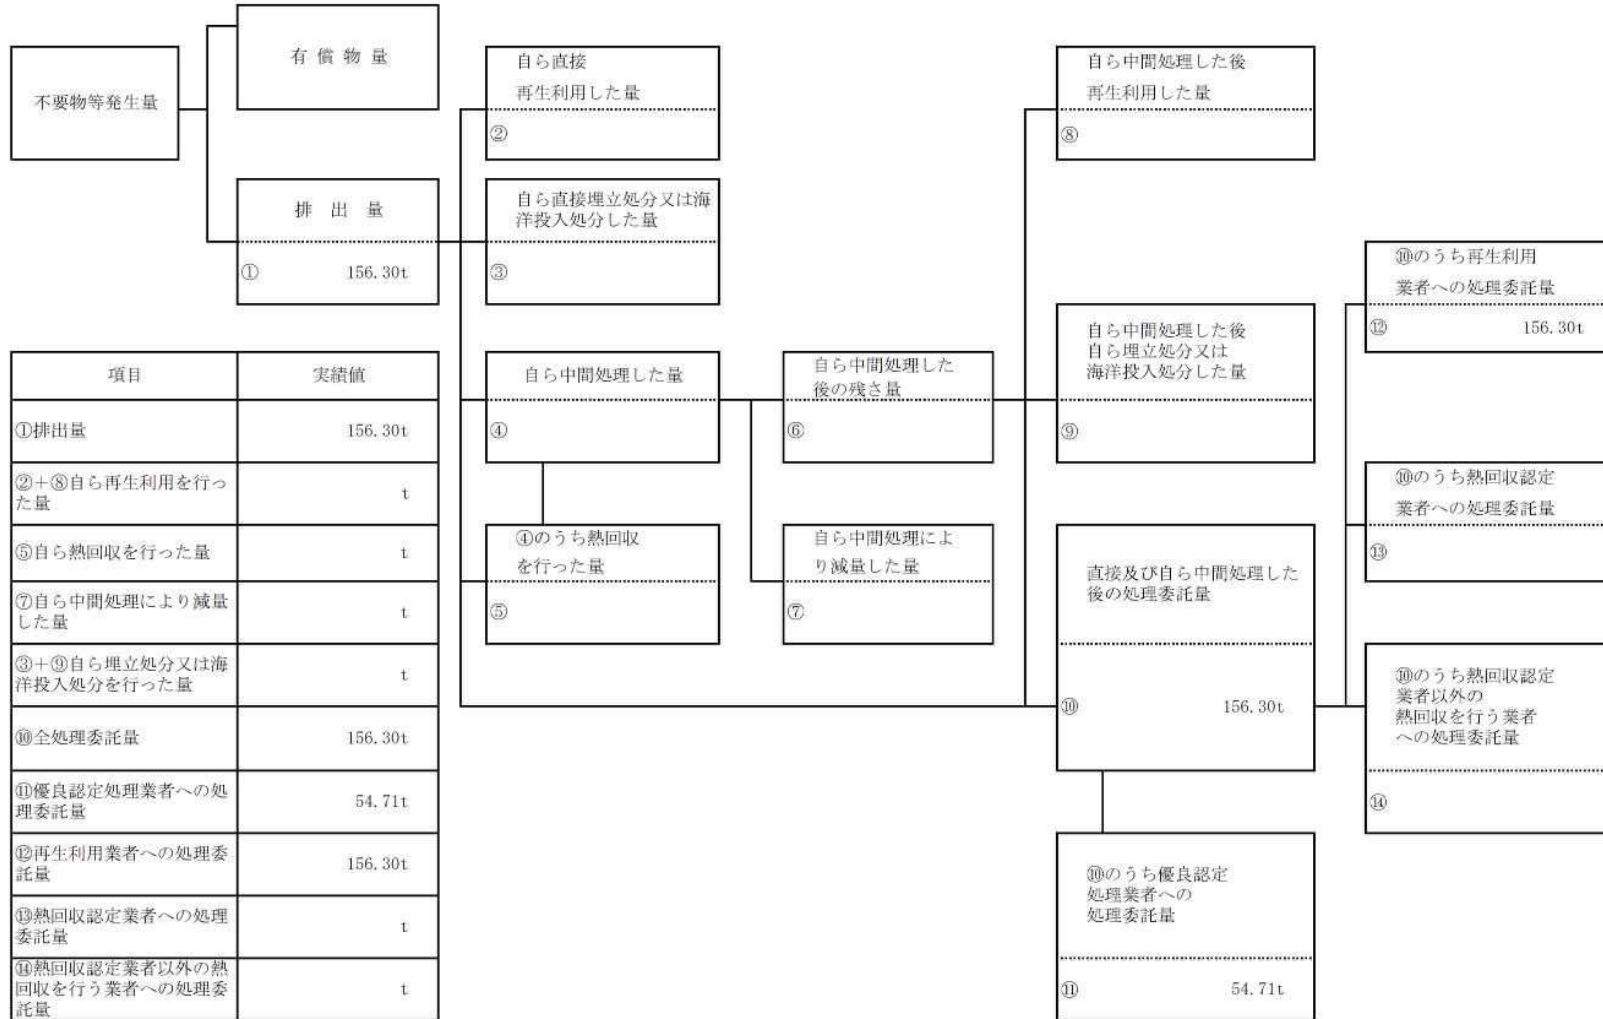 不要物等発生量
有 償 物 量
排 出 量
① 156.30t
自ら直接
再生利用した量
②
自ら直接埋立処分又は海
洋投入処分した量
③
自ら中間処理した量
④
④のうち熱回収
を行った量
⑤
自ら中間処理した
後の残さ量
⑥
自ら中間処理によ
り減量した量
⑦
自ら中間処理した後
再生利用した量
⑧
自ら中間処理した後
自ら埋立処分又は
海洋投入処分した量
⑨
直接及び自ら中間処理した
後の処理委託量
⑩ 156.30t
⑩のうち優良認定
処理業者への
処理委託量
⑪ 54.71t
⑩のうち再生利用
業者への処理委託量
⑫ 156.30t
⑩のうち熱回収認定
業者への処理委託量
⑬
⑩のうち熱回収認定
業者以外の
熱回収を行う業者
への処理委託量
⑭
項目 実績値
①排出量 156.30t
②＋⑧自ら再生利用を行っ
た量
t
⑤自ら熱回収を行った量 t
⑦自ら中間処理により減量
した量
t
③＋⑨自ら埋立処分又は海
洋投入処分を行った量
t
⑩全処理委託量 156.30t
⑪優良認定処理業者への処
理委託量
54.71t
⑫再生利用業者への処理委
託量
156.30t
⑬熱回収認定業者への処理
委託量
t
⑭熱回収認定業者以外の熱
回収を行う業者への処理委
託量
t